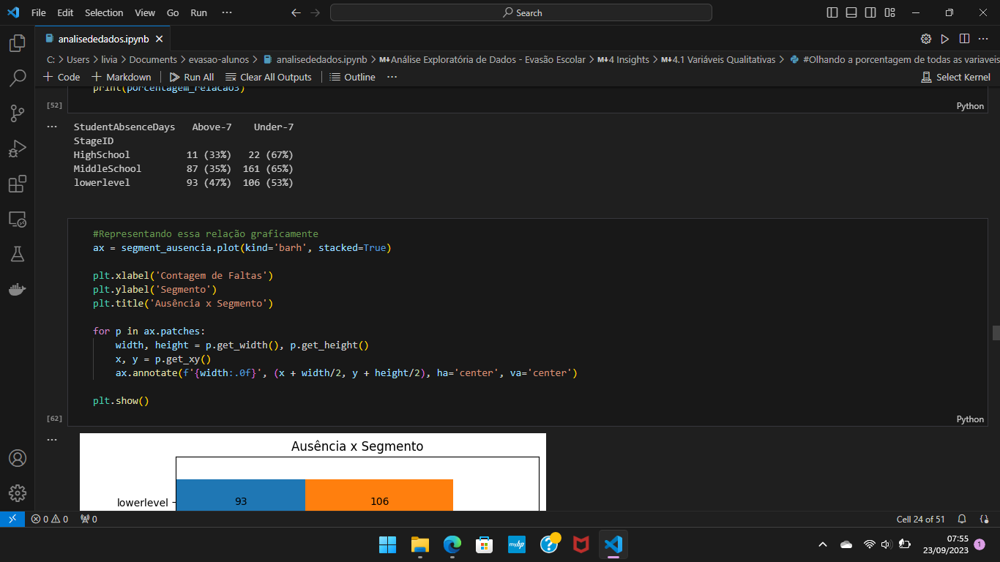 File Edit Selection View Go Run ··· Search
analisededados.ipynb
C: > Users > livia > Documents > evasao-alunos > analisededados.ipynb > M↓Análise Exploratória de Dados - Evasão Escolar > M↓4 Insights > M↓4.1 Variáveis Qualitativas > #Olhando a porcentagem de todas as variaveis
+ Code + Markdown Run All Clear All Outputs Outline ··· Select Kernel
print(porcentagem_relacao3)
[52] Python
StudentAbsenceDays Above-7 Under-7
StageID
HighSchool 11 (33%) 22 (67%)
MiddleSchool 87 (35%) 161 (65%)
lowerlevel 93 (47%) 106 (53%)
#Representando essa relação graficamente
ax = segment_ausencia.plot(kind='barh', stacked=True)
plt.xlabel('Contagem de Faltas')
plt.ylabel('Segmento')
plt.title('Ausência x Segmento')
for p in ax.patches:
width, height = p.get_width(), p.get_height()
x, y = p.get_xy()
ax.annotate(f'{width:.0f}', (x + width/2, y + height/2), ha='center', va='center')
plt.show()
[62] Python
Ausência x Segmento
lowerlevel 93 106
0 0 0 Cell 24 of 51
myhp
07:55
23/09/2023 1